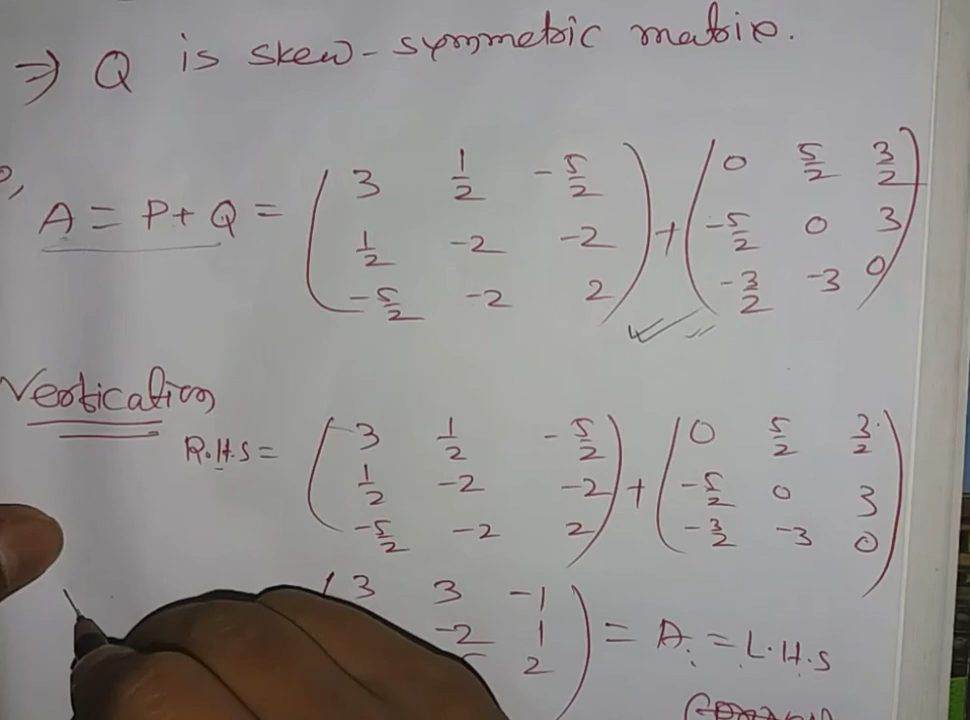 ⇒ Q is skew-symmetric matrix.
A = P+Q = ( 3 1/2 -5/2 ) + ( 0 5/2 3/2 )
( 1/2 -2 -2 ) ( -5/2 0 3 )
( -5/2 -2 2 ) ( -3/2 -3 0 )
Verification
R.H.S = ( 3 1/2 -5/2 ) + ( 0 5/2 3/2 )
( 1/2 -2 -2 ) ( -5/2 0 3 )
( -5/2 -2 2 ) ( -3/2 -3 0 )
( 3 3 -1 )
-2 1 ) = A = L.H.S
2 )